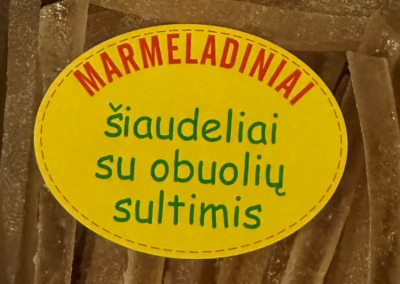 MARMELADINIAI
šiaudeliai
su obuolių
sultimis